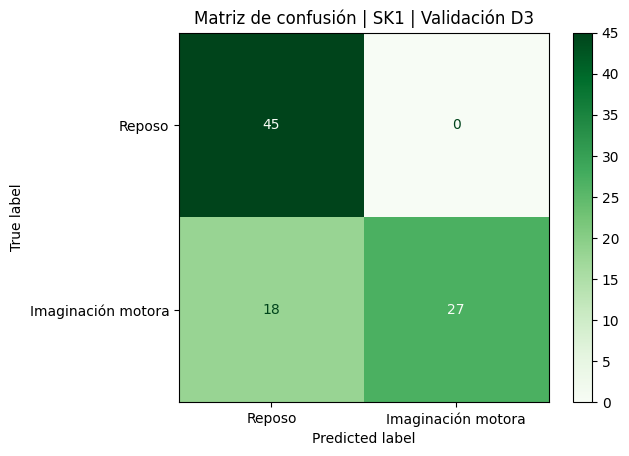 Matriz de confusión | SK1 | Validación D3
True label
Reposo
45
0
Imaginación motora
18
27
Reposo
Imaginación motora
Predicted label
45
40
35
30
25
20
15
10
5
0